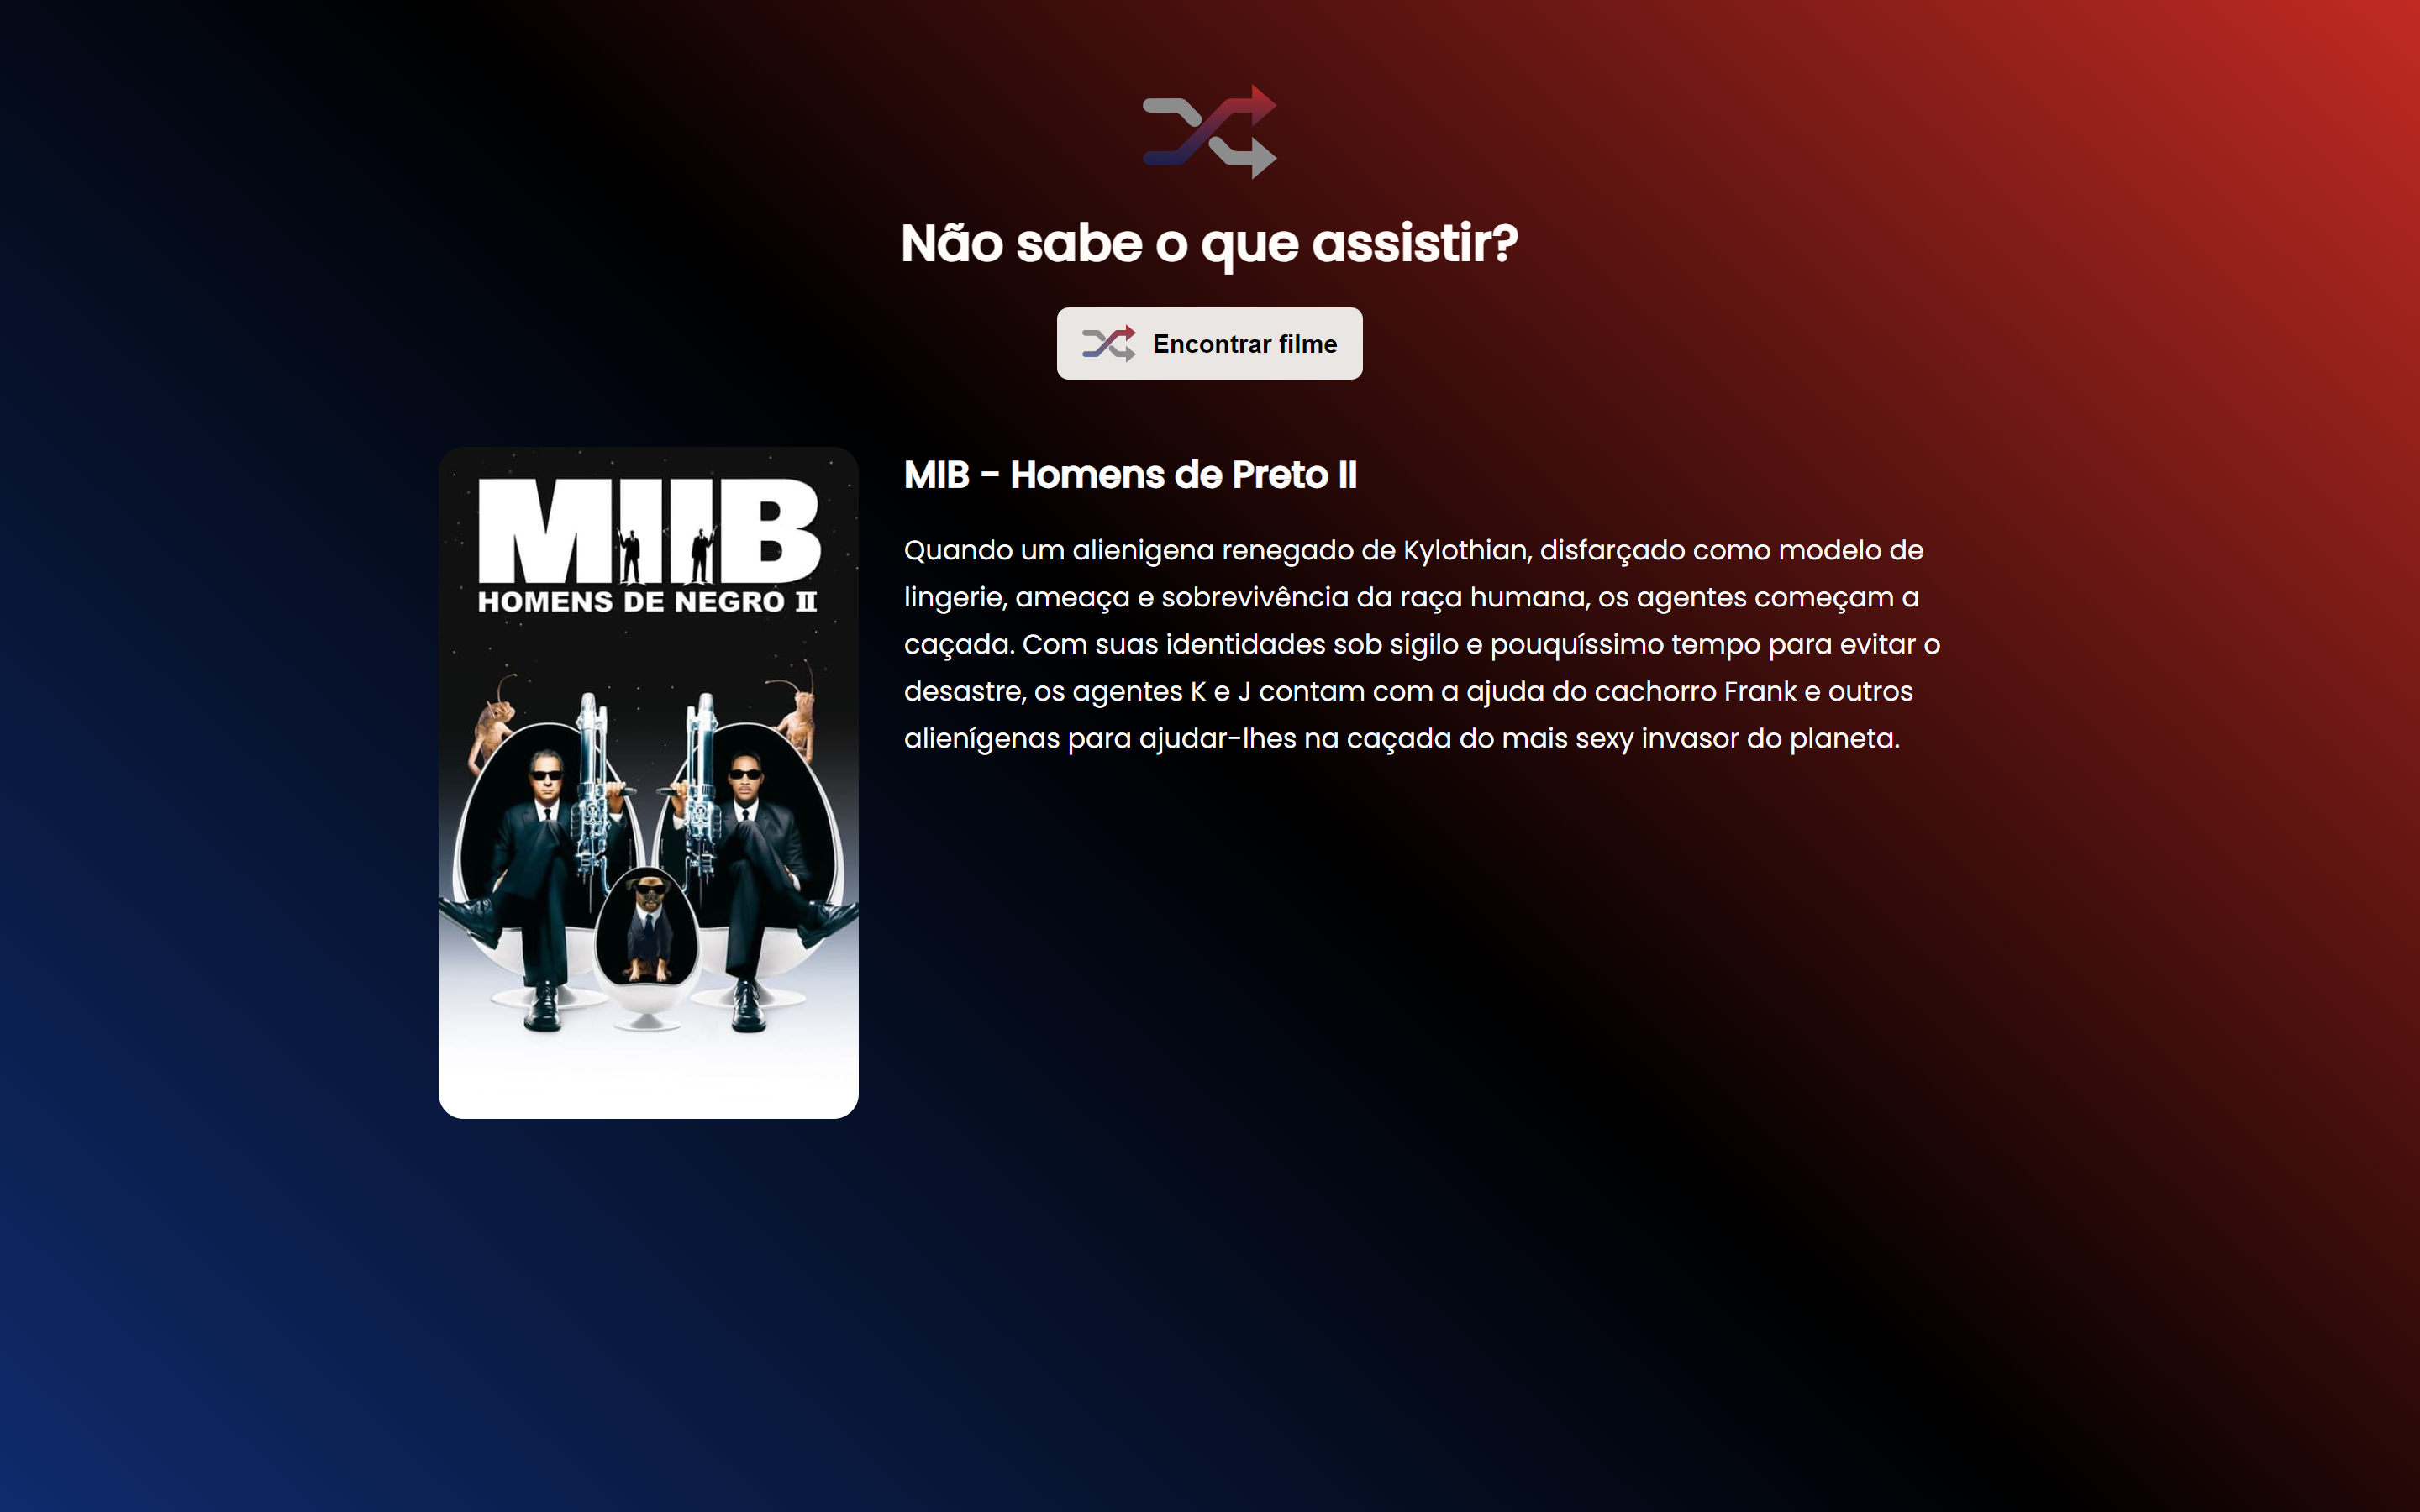 Não sabe o que assistir?
Encontrar filme
MIIB
HOMENS DE NEGRO II
MIB - Homens de Preto II
Quando um alienigena renegado de Kylothian, disfarçado como modelo de
lingerie, ameaça e sobrevivência da raça humana, os agentes começam a
caçada. Com suas identidades sob sigilo e pouquíssimo tempo para evitar o
desastre, os agentes K e J contam com a ajuda do cachorro Frank e outros
alienígenas para ajudar-lhes na caçada do mais sexy invasor do planeta.